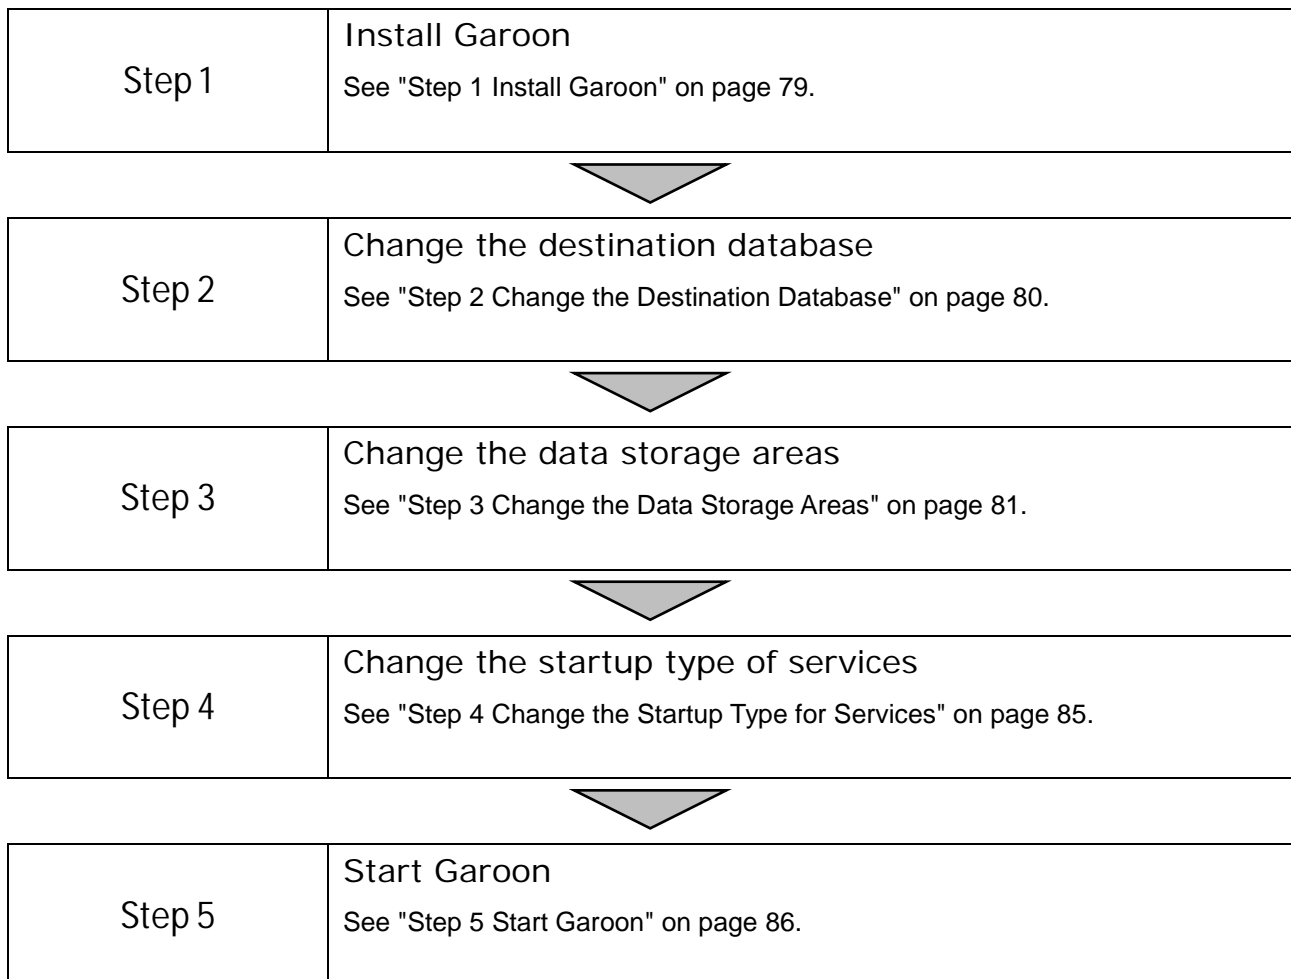 Step 1
Install Garoon
See "Step 1 Install Garoon" on page 79.
Step 2
Change the destination database
See "Step 2 Change the Destination Database" on page 80.
Step 3
Change the data storage areas
See "Step 3 Change the Data Storage Areas" on page 81.
Step 4
Change the startup type of services
See "Step 4 Change the Startup Type for Services" on page 85.
Step 5
Start Garoon
See "Step 5 Start Garoon" on page 86.